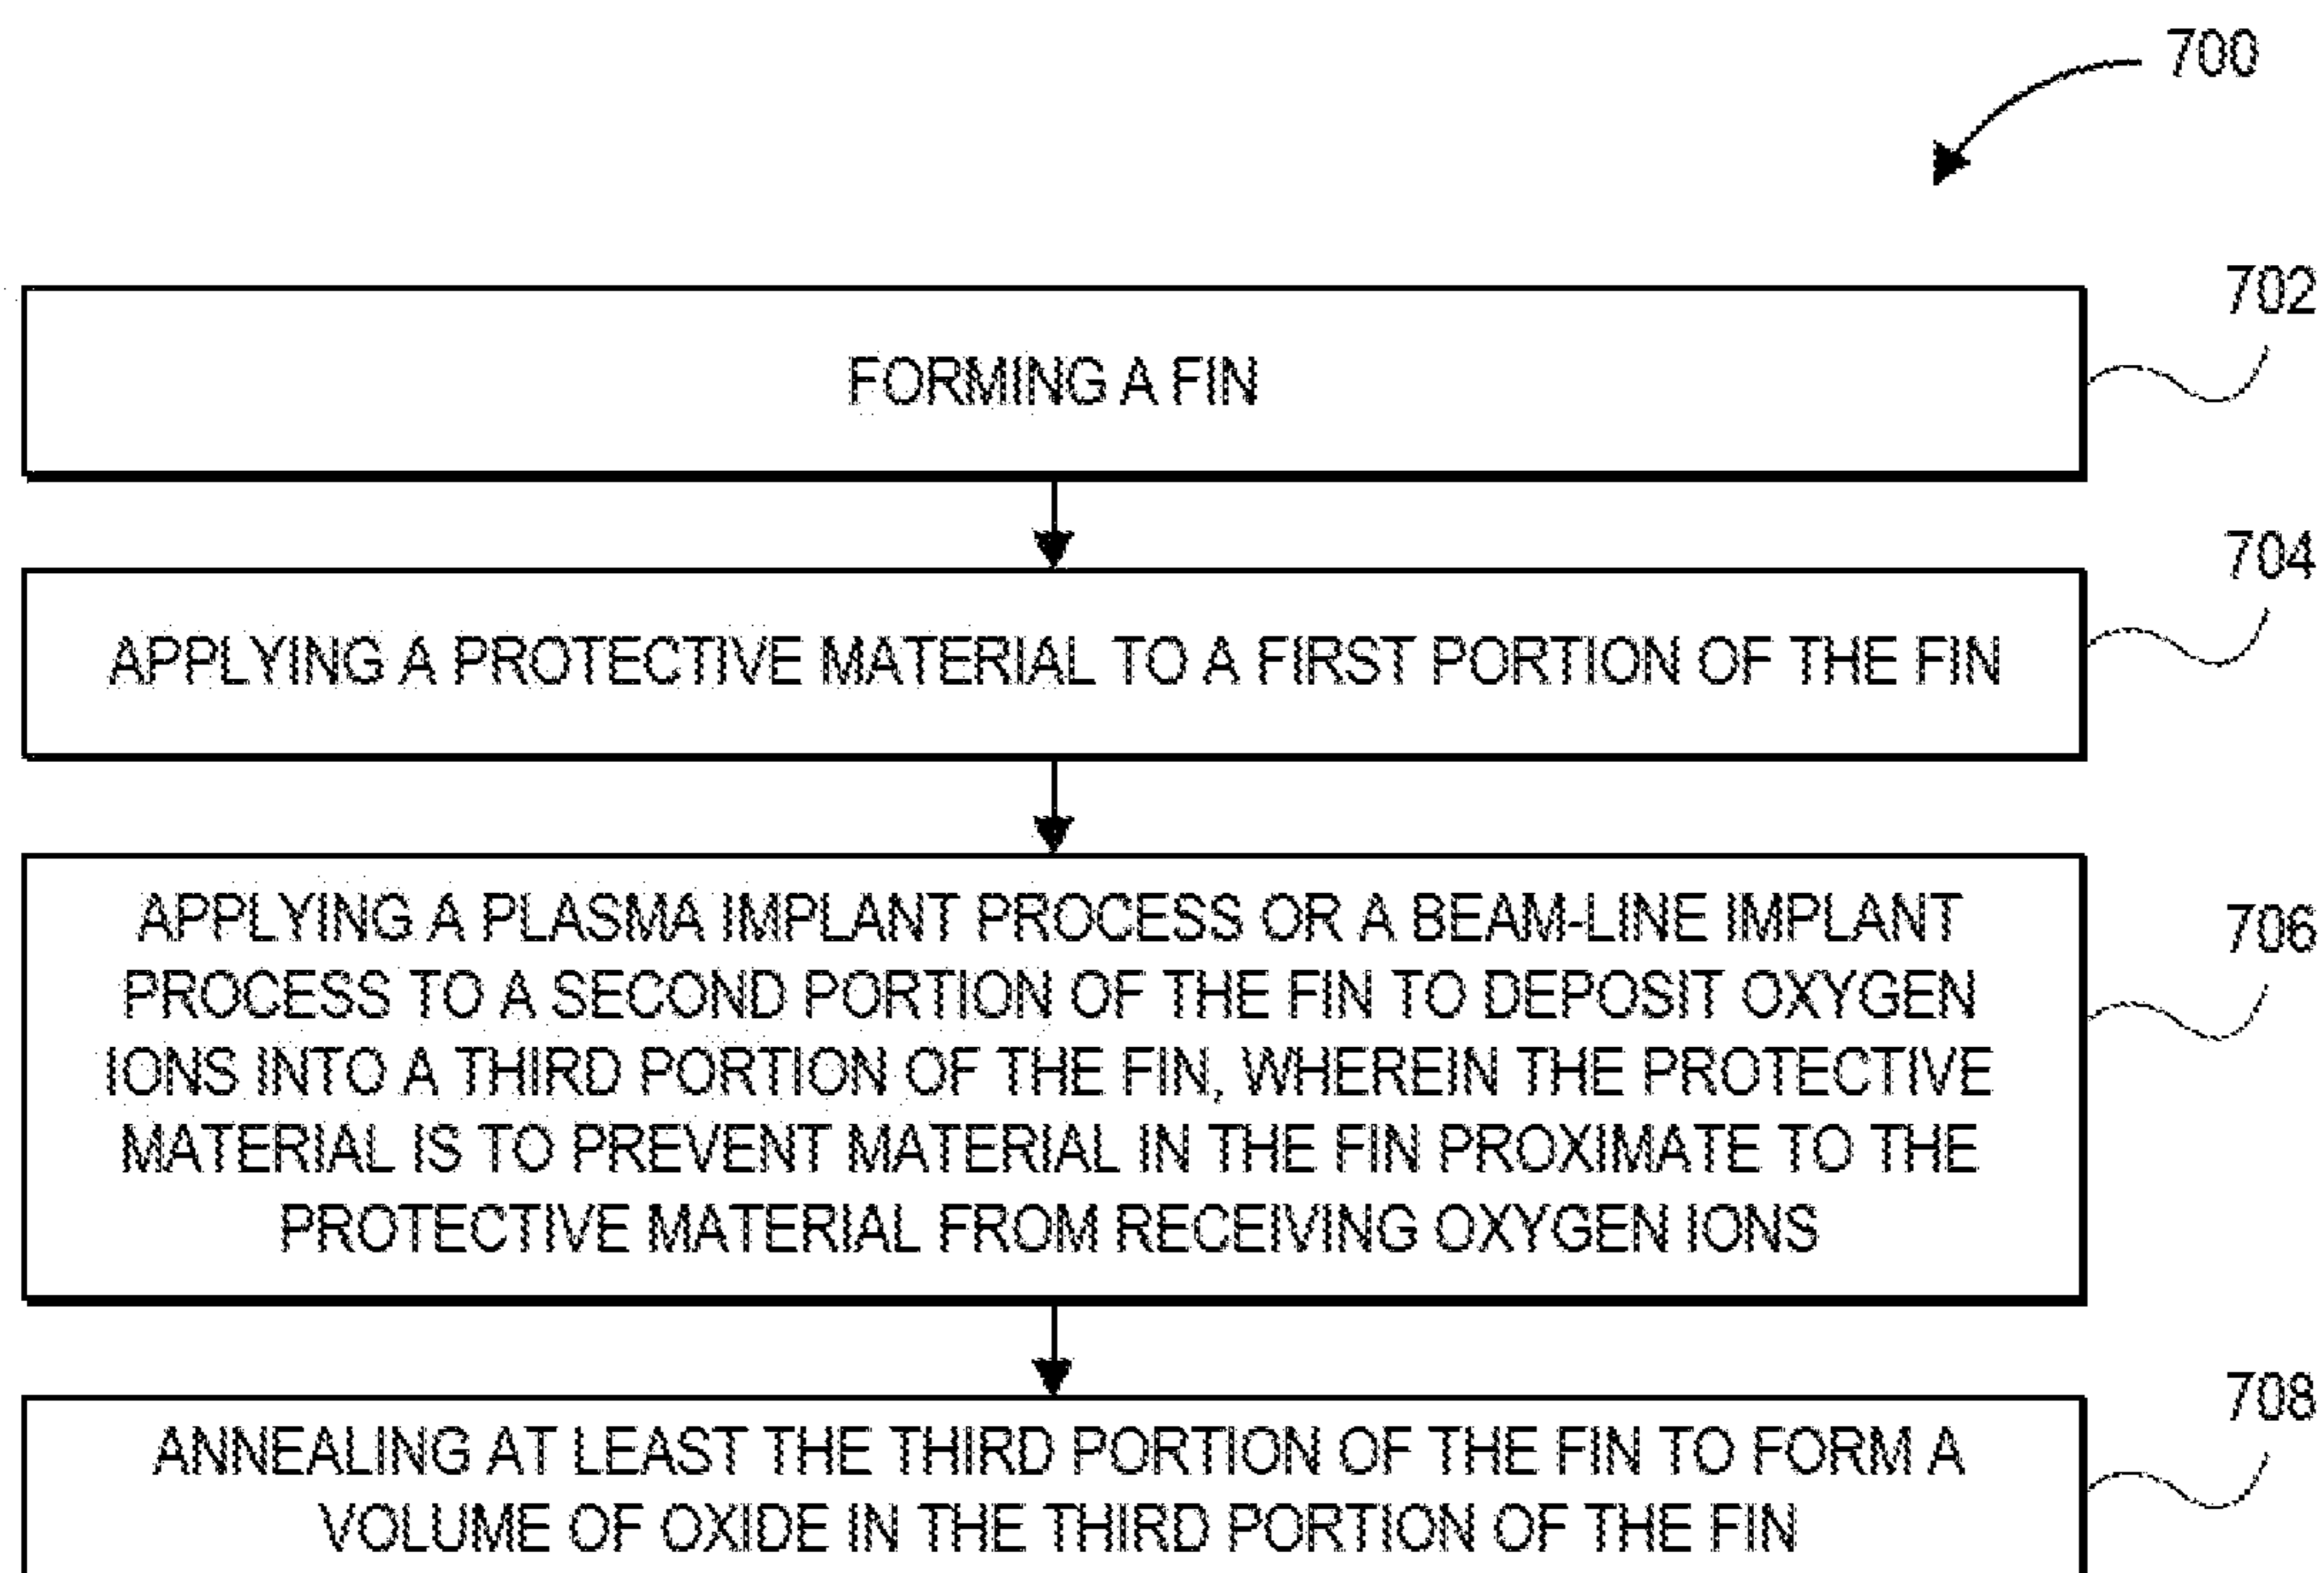 700
702
FORMING A FIN
704
APPLYING A PROTECTIVE MATERIAL TO A FIRST PORTION OF THE FIN
706
APPLYING A PLASMA IMPLANT PROCESS OR A BEAM-LINE IMPLANT
PROCESS TO A SECOND PORTION OF THE FIN TO DEPOSIT OXYGEN
IONS INTO A THIRD PORTION OF THE FIN, WHEREIN THE PROTECTIVE
MATERIAL IS TO PREVENT MATERIAL IN THE FIN PROXIMATE TO THE
PROTECTIVE MATERIAL FROM RECEIVING OXYGEN IONS
708
ANNEALING AT LEAST THE THIRD PORTION OF THE FIN TO FORM A
VOLUME OF OXIDE IN THE THIRD PORTION OF THE FIN